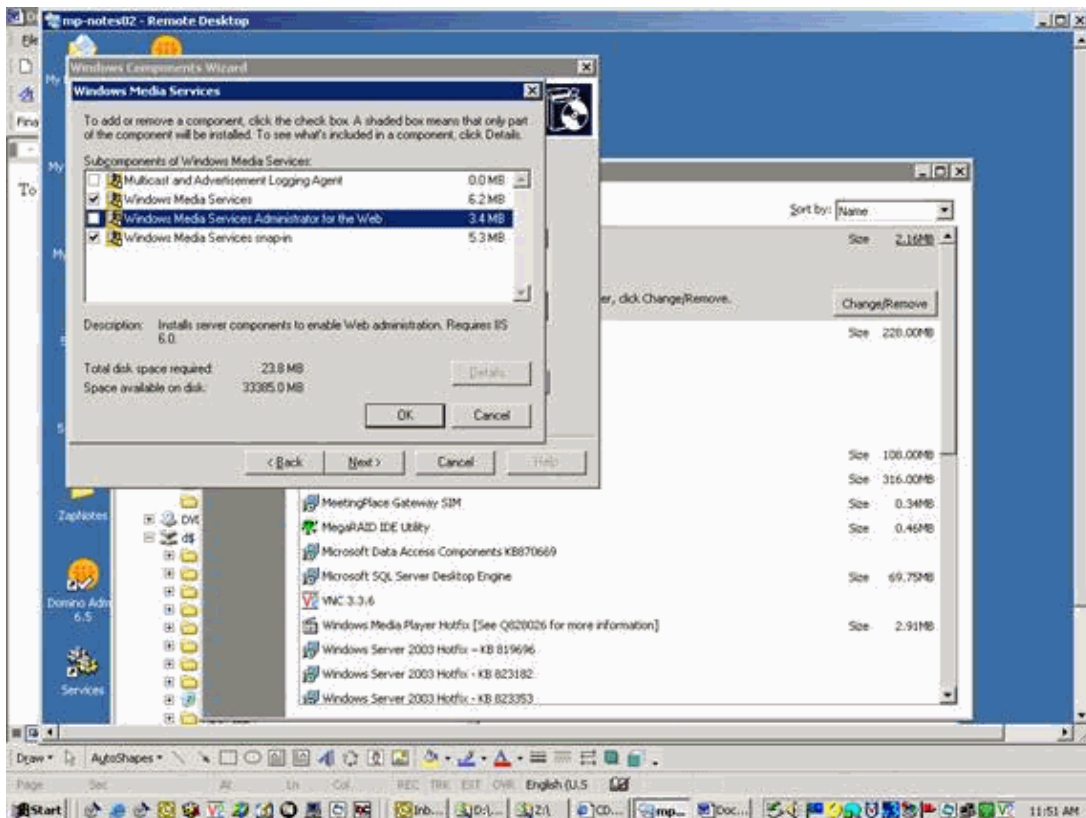 mp-notes02 - Remote Desktop
Windows Components Wizard
Windows Media Services
To add or remove a component, click the check box. A shaded box means that only part
of the component will be installed. To see what's included in a component, click Details.
Subcomponents of Windows Media Services:
Multicast and Advertisement Logging Agent 0.0 MB
Windows Media Services 6.2 MB
Windows Media Services Administrator for the Web 3.4 MB
Windows Media Services snap-in 5.3 MB
Description: Installs server components to enable Web administration. Requires IIS
6.0.
Total disk space required: 23.8 MB
Space available on disk: 33385.0 MB
Details...
OK Cancel
< Back Next > Cancel Help
Sort by: Name
Size 2.16MB
er, click Change/Remove.
Change/Remove
Size 228.00MB
Size 108.00MB
Size 316.00MB
MeetingPlace Gateway SIM Size 0.34MB
MegaRAID IDE Utility Size 0.46MB
Microsoft Data Access Components KB870669
Microsoft SQL Server Desktop Engine Size 69.75MB
VNC 3.3.6
Windows Media Player Hotfix [See Q828026 for more information] Size 2.91MB
Windows Server 2003 Hotfix - KB 819696
Windows Server 2003 Hotfix - KB 823182
Windows Server 2003 Hotfix - KB 823353
ZapNotes
Domino Adm
6.5
Services
d$
To
Fina
Draw AutoShapes
Page Sec At Ln Col REC TRK EXT OVR English (U.S
Start Inb... D:\... Z:\ CD... mp... Doc... 11:51 AM